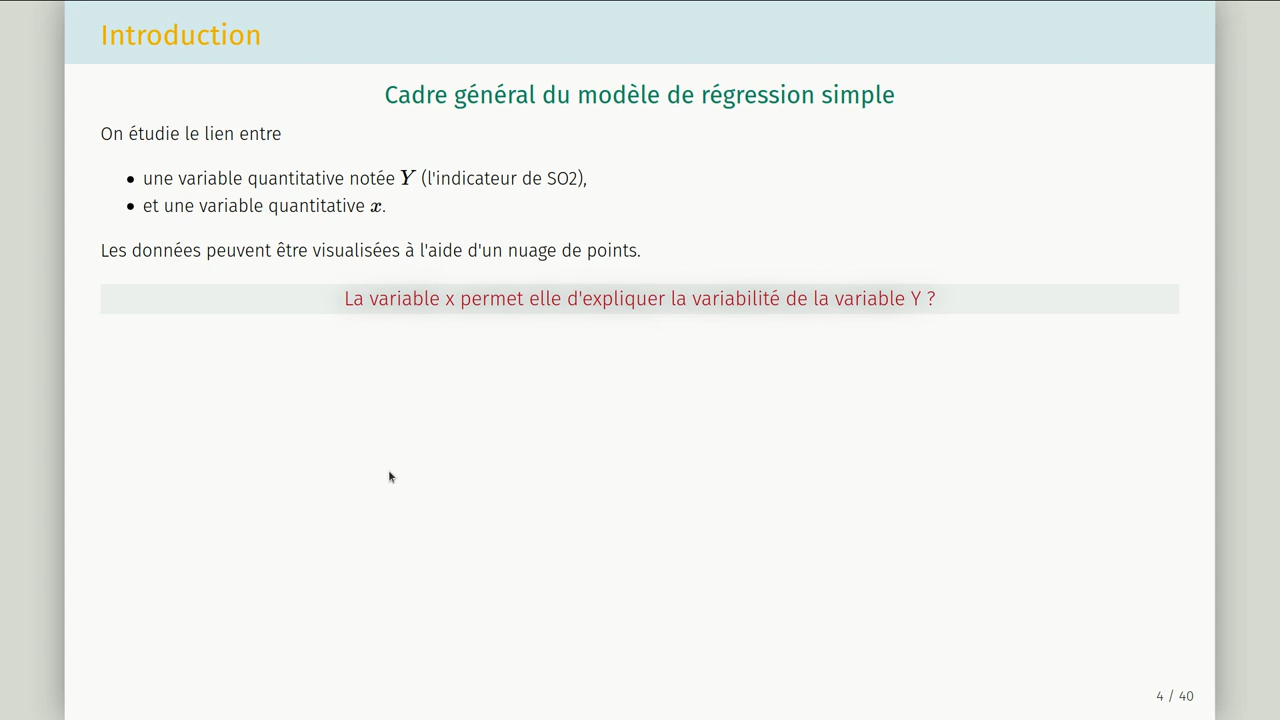 Introduction
Cadre général du modèle de régression simple
On étudie le lien entre
• une variable quantitative notée Y (l'indicateur de SO2),
• et une variable quantitative x.
Les données peuvent être visualisées à l'aide d'un nuage de points.
La variable x permet elle d'expliquer la variabilité de la variable Y ?
4 / 40